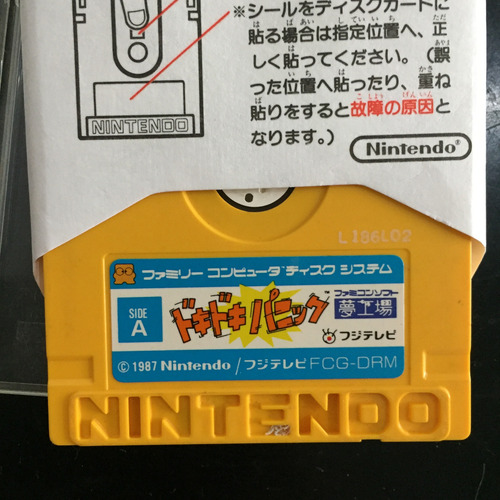 ※シールをディスクカードに
貼る場合は指定位置へ、正
しく貼ってください。（誤
った位置へ貼ったり、重ね
貼りをすると故障の原因と
なります。）
NINTENDO
Nintendo®
L186L02
ファミリー コンピュータ ディスク システム
SIDE
A
ドキドキパニック
ファミコンソフト
夢工場
フジテレビ
© 1987 Nintendo/フジテレビ FCG-DRM
NINTENDO